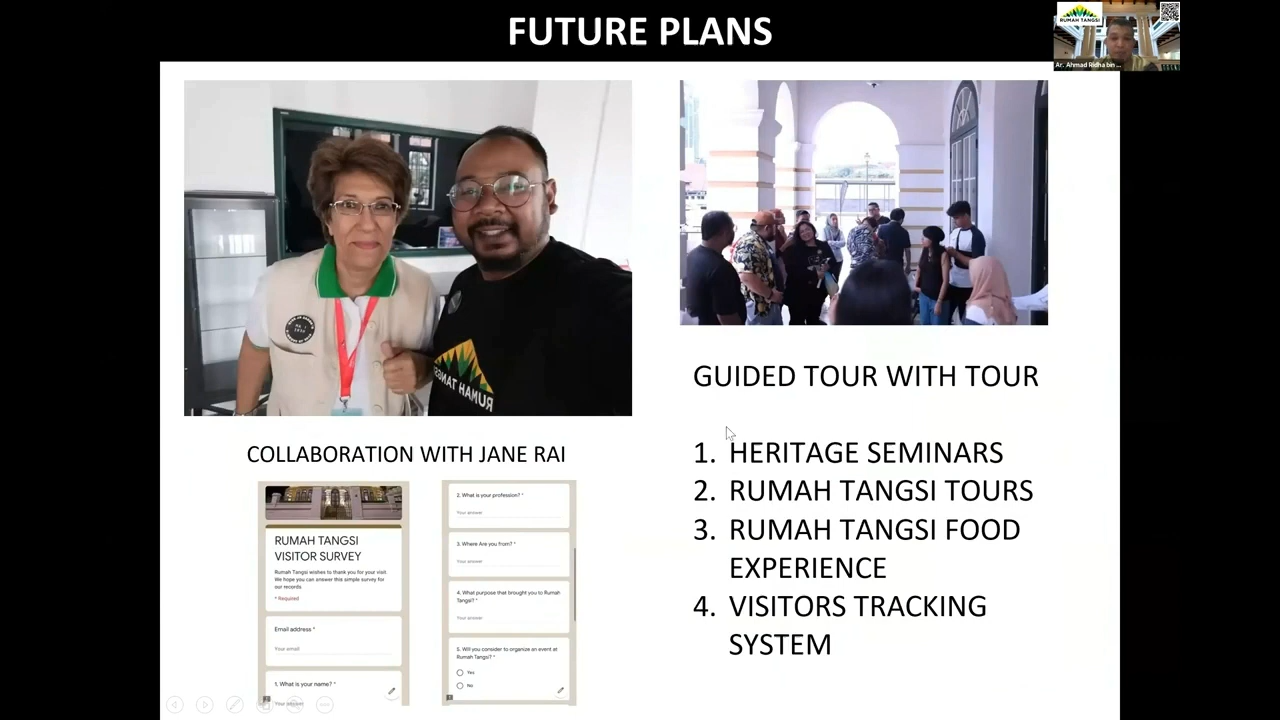 FUTURE PLANS
RUMAH TANGSI
Ar. Ahmad Ridha bin ...
RUMAH TANGSI
COLLABORATION WITH JANE RAI
RUMAH TANGSI
VISITOR SURVEY
Rumah Tangsi wishes to thank you for your visit.
We hope you can answer this simple survey for
our records.
* Required
Email address *
Your email
1. What is your name? *
Your answer
2. What is your profession? *
Your answer
3. Where Are you from? *
Your answer
4. What purpose that brought you to Rumah
Tangsi? *
Your answer
5. Will you consider to organize an event at
Rumah Tangsi? *
Yes
No
GUIDED TOUR WITH TOUR
1. HERITAGE SEMINARS
2. RUMAH TANGSI TOURS
3. RUMAH TANGSI FOOD
EXPERIENCE
4. VISITORS TRACKING
SYSTEM